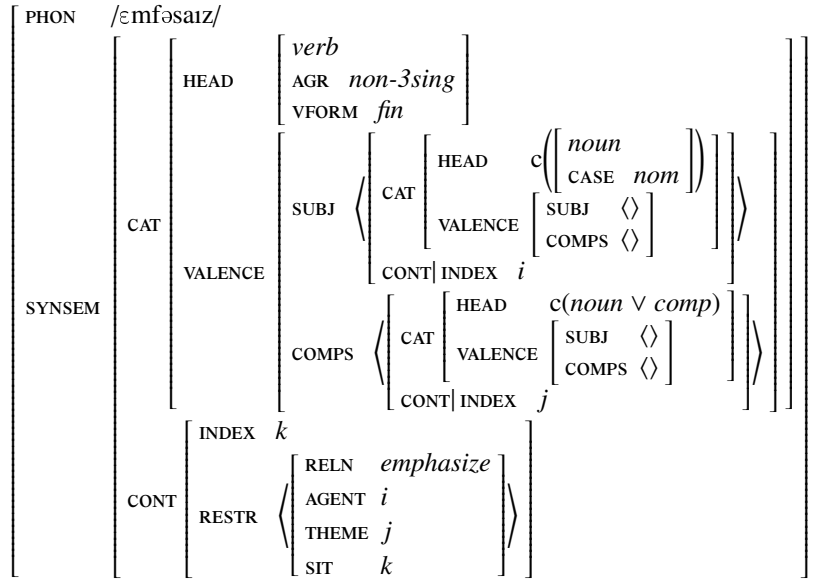 PHON /ɛmfəsaɪz/
verb
HEAD AGR non-3sing
VFORM fin
noun
HEAD c( )
CASE nom
SUBJ ⟨ CAT ⟩
VALENCE SUBJ ⟨⟩
COMPS ⟨⟩
CAT
CONT| INDEX i
VALENCE
HEAD c(noun ∨ comp)
SYNSEM
CAT SUBJ ⟨⟩
VALENCE
COMPS ⟨ ⟩ COMPS ⟨⟩
CONT| INDEX j
INDEX k
RELN emphasize
AGENT i
CONT RESTR ⟨ ⟩
THEME j
SIT k